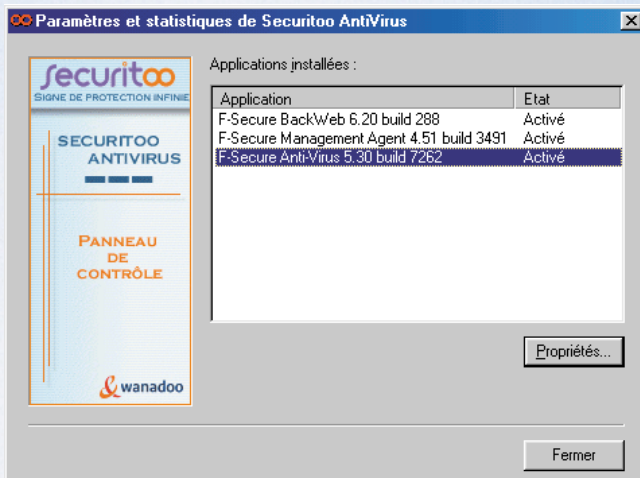 Paramètres et statistiques de Securitoo AntiVirus
securitoo
SIGNE DE PROTECTION INFINIE
SECURITOO
ANTIVIRUS
PANNEAU
DE
CONTRÔLE
& wanadoo
Applications installées :
Application Etat
F-Secure BackWeb 6.20 build 288 Activé
F-Secure Management Agent 4.51 build 3491 Activé
F-Secure Anti-Virus 5.30 build 7262 Activé
Propriétés...
Fermer